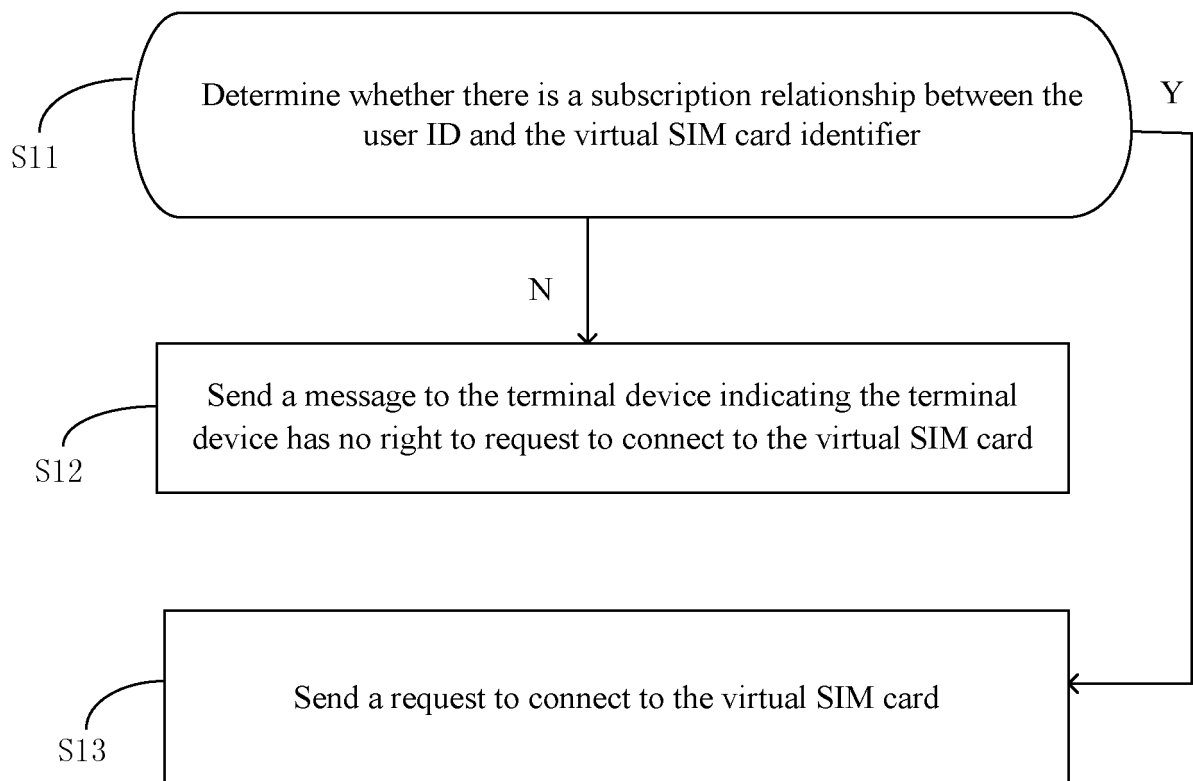 Determine whether there is a subscription relationship between the
user ID and the virtual SIM card identifier
Y
S11
N
Send a message to the terminal device indicating the terminal
device has no right to request to connect to the virtual SIM card
S12
Send a request to connect to the virtual SIM card
S13